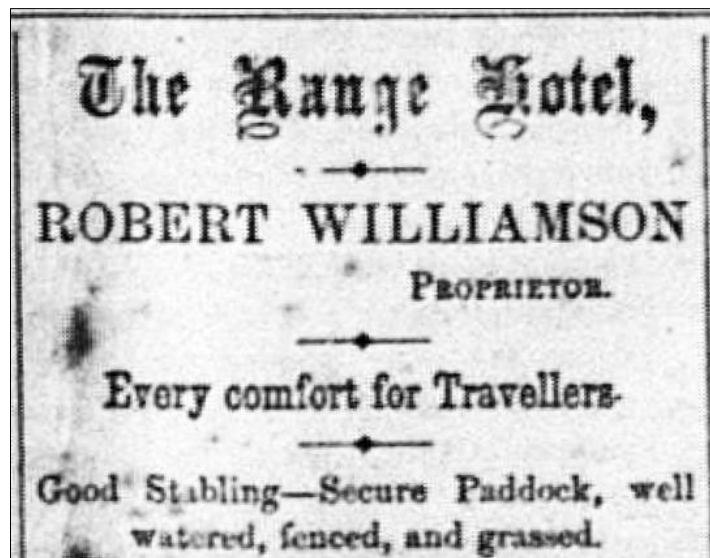 The Range Hotel,
ROBERT WILLIAMSON
PROPRIETOR.
Every comfort for Travellers
Good Stabling—Secure Paddock, well
watered, fenced, and grassed.